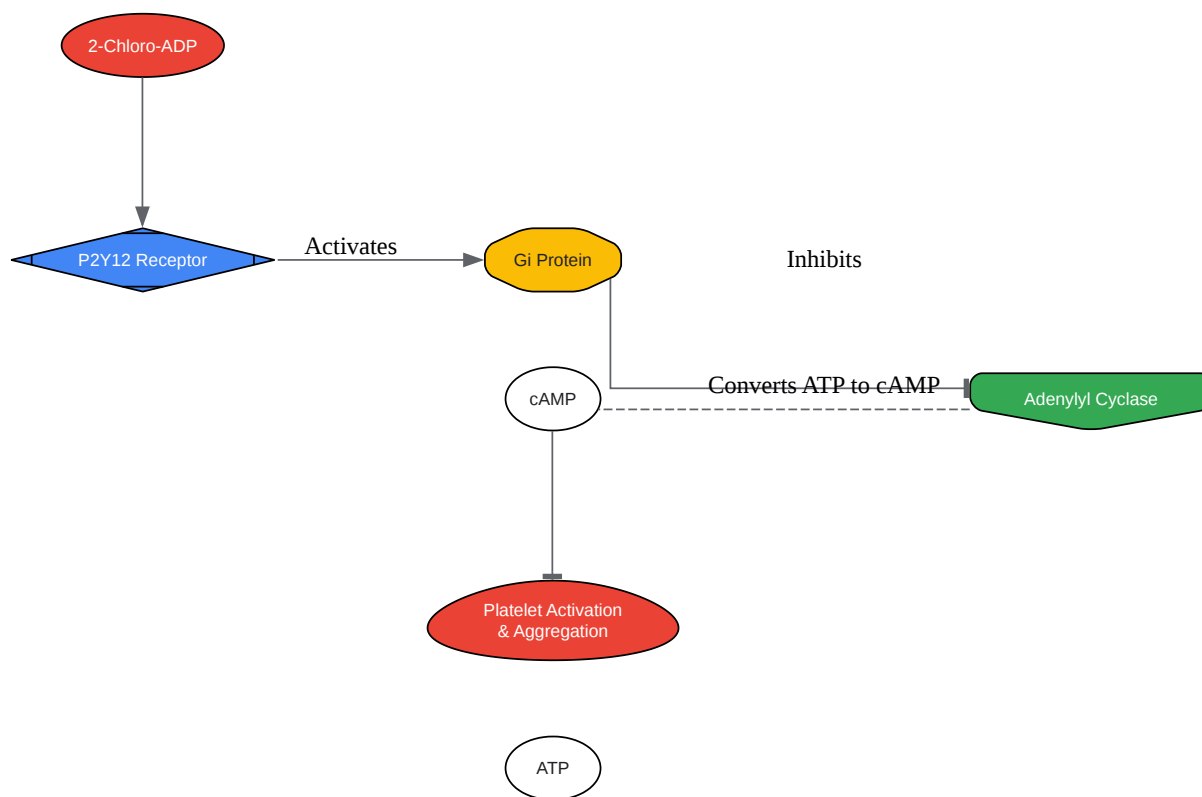 2-Chloro-ADP
P2Y12 Receptor
Activates
Gi Protein
Inhibits
cAMP
Converts ATP to cAMP
Adenylyl Cyclase
Platelet Activation
& Aggregation
ATP